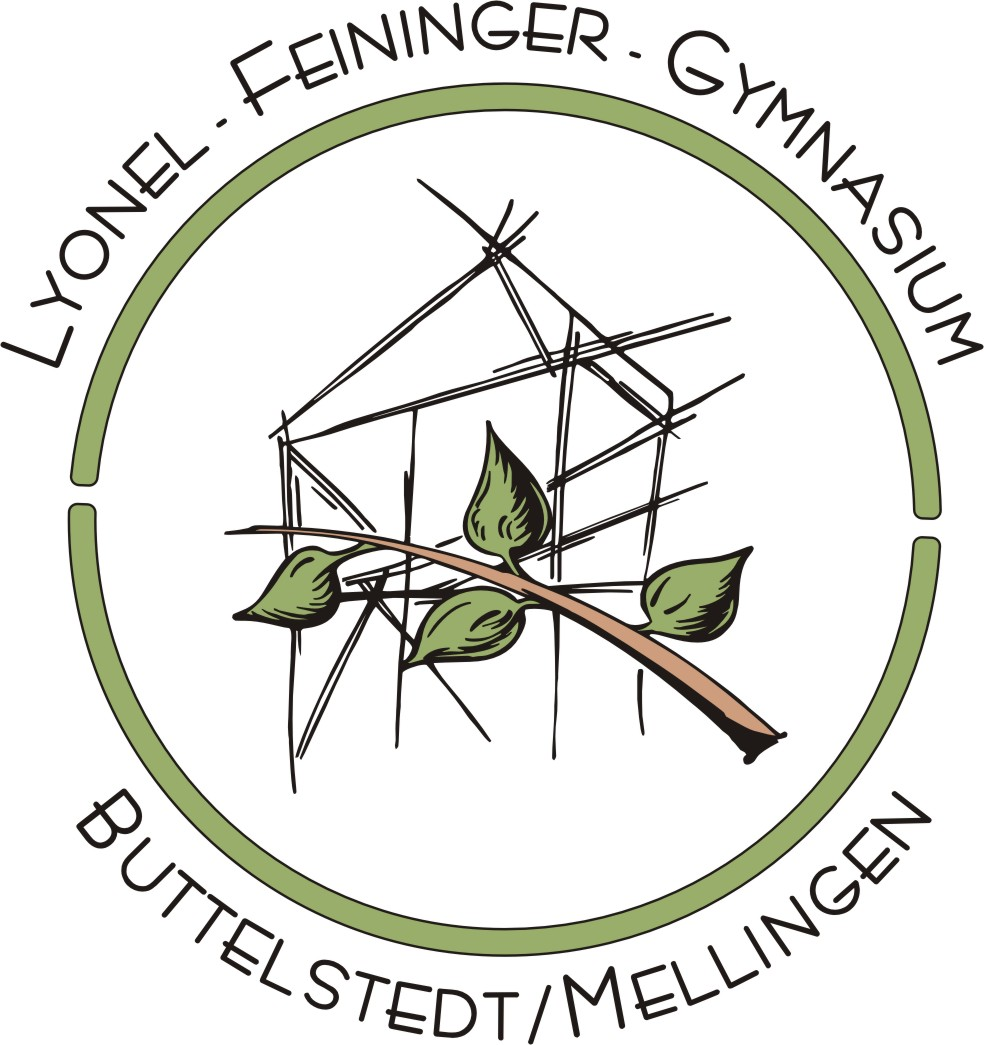 LYONEL - FEININGER - GYMNASIUM
BUTTELSTEDT/MELLINGEN